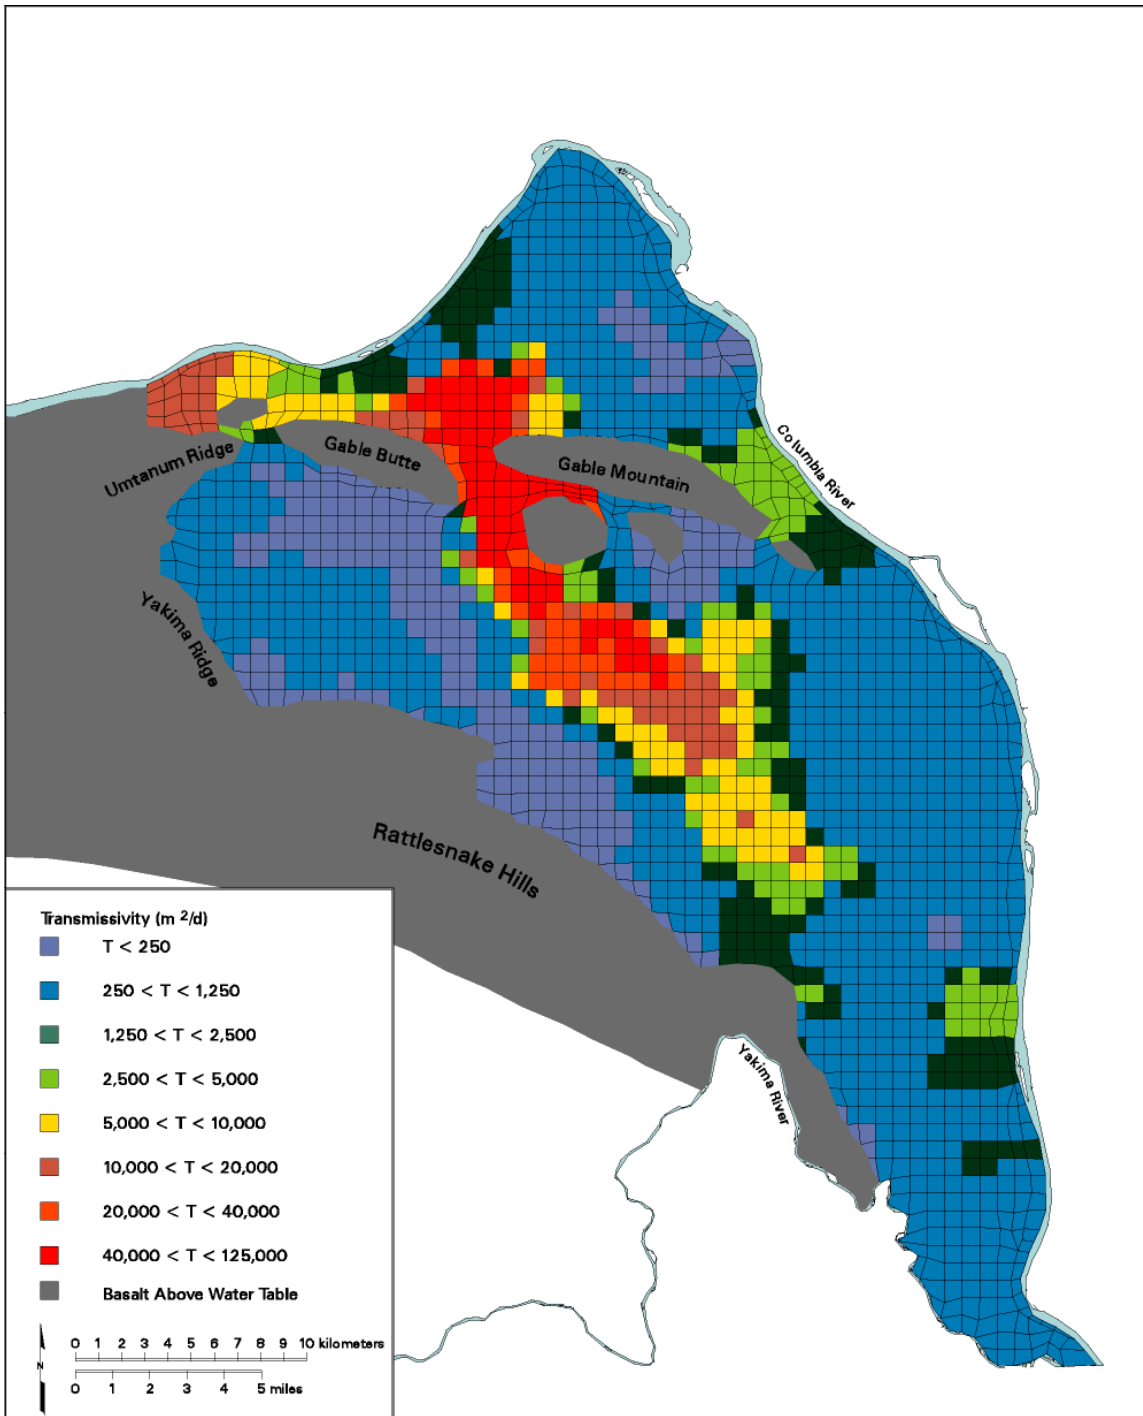 Columbia River
Umtanum Ridge
Gable Butte
Gable Mountain
Yakima Ridge
Rattlesnake Hills
Yakima River
Transmissivity (m ²/d)
T < 250
250 < T < 1,250
1,250 < T < 2,500
2,500 < T < 5,000
5,000 < T < 10,000
10,000 < T < 20,000
20,000 < T < 40,000
40,000 < T < 125,000
Basalt Above Water Table
N
0 1 2 3 4 5 6 7 8 9 10 kilometers
0 1 2 3 4 5 miles